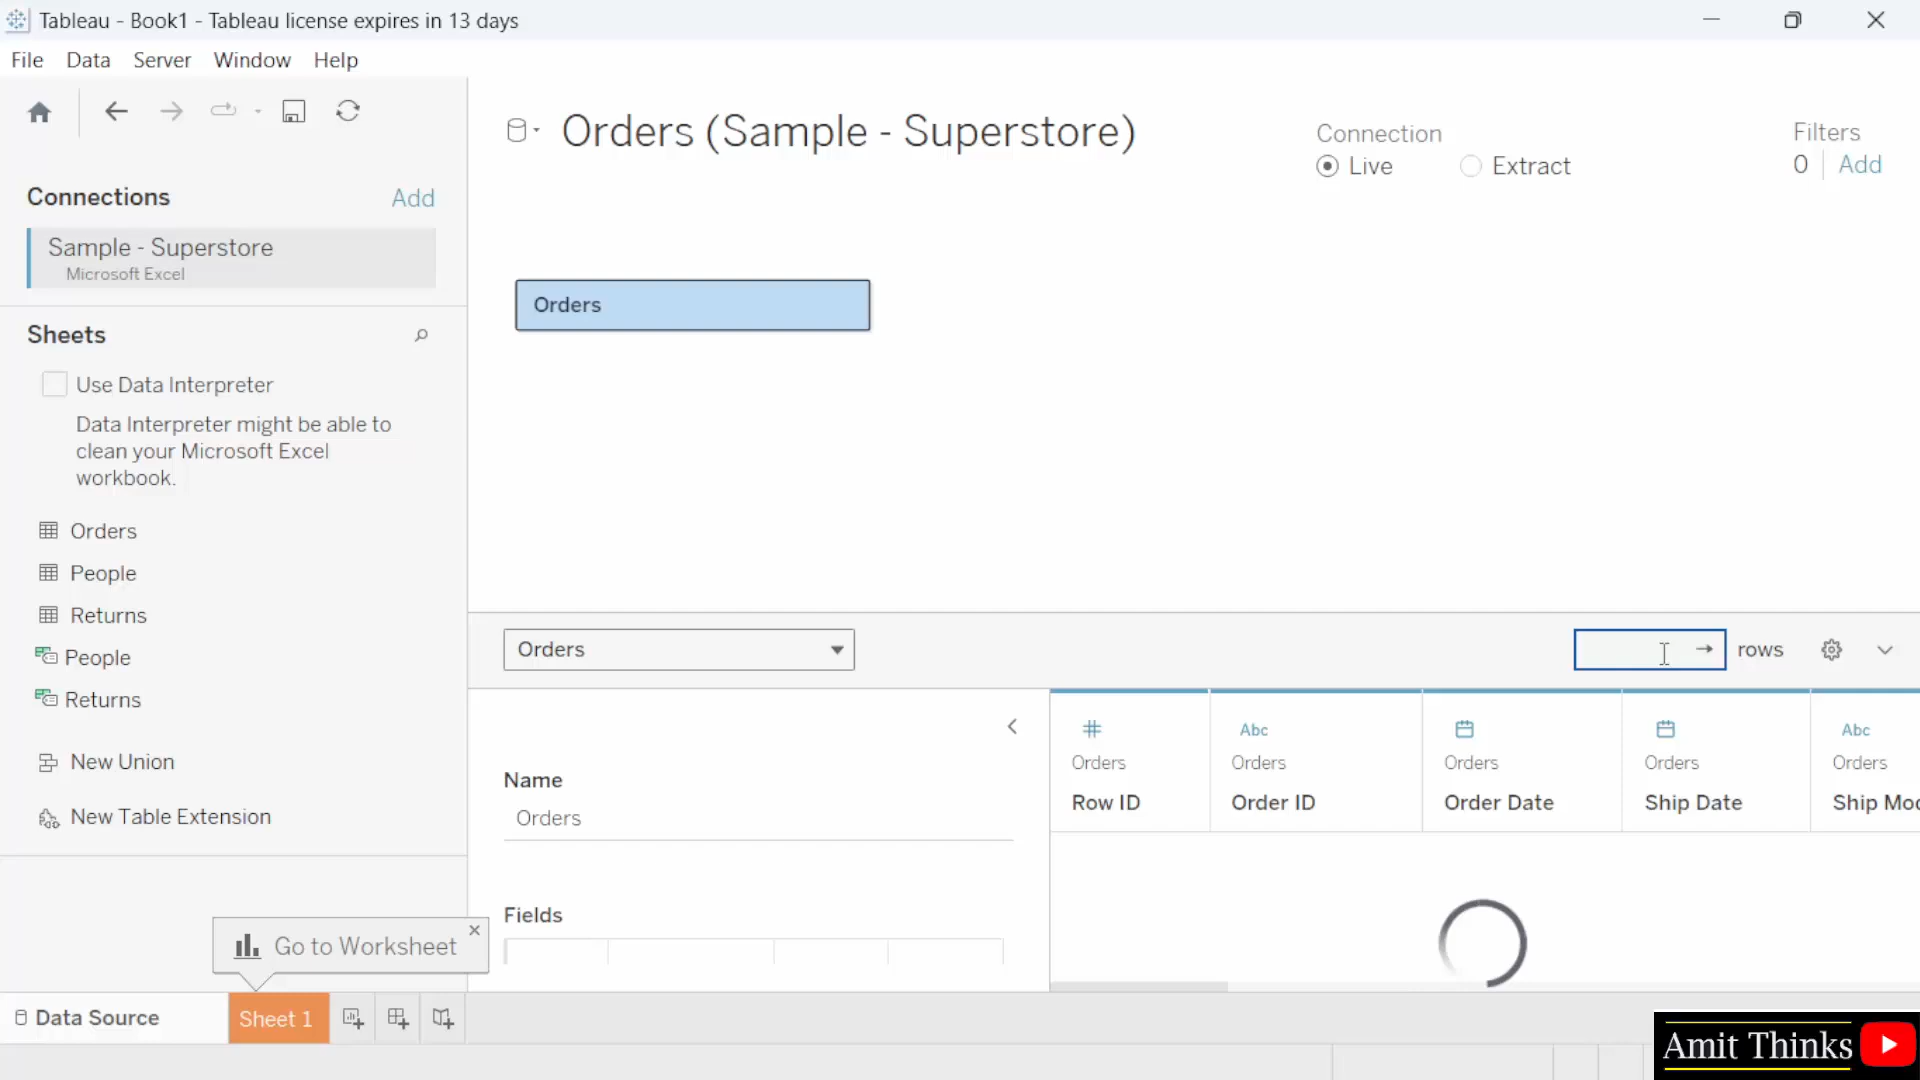 Tableau - Book1 - Tableau license expires in 13 days
File Data Server Window Help
Connections Add
Sample - Superstore
Microsoft Excel
Sheets
Use Data Interpreter
Data Interpreter might be able to
clean your Microsoft Excel
workbook.
Orders
People
Returns
People
Returns
New Union
New Table Extension
Go to Worksheet
Orders (Sample - Superstore)
Connection
Live Extract
Filters
0 Add
Orders
Orders
rows
Name
Orders
Fields
# Abc Abc
Orders Orders Orders Orders Orders
Row ID Order ID Order Date Ship Date Ship Mo
Data Source Sheet 1
Amit Thinks